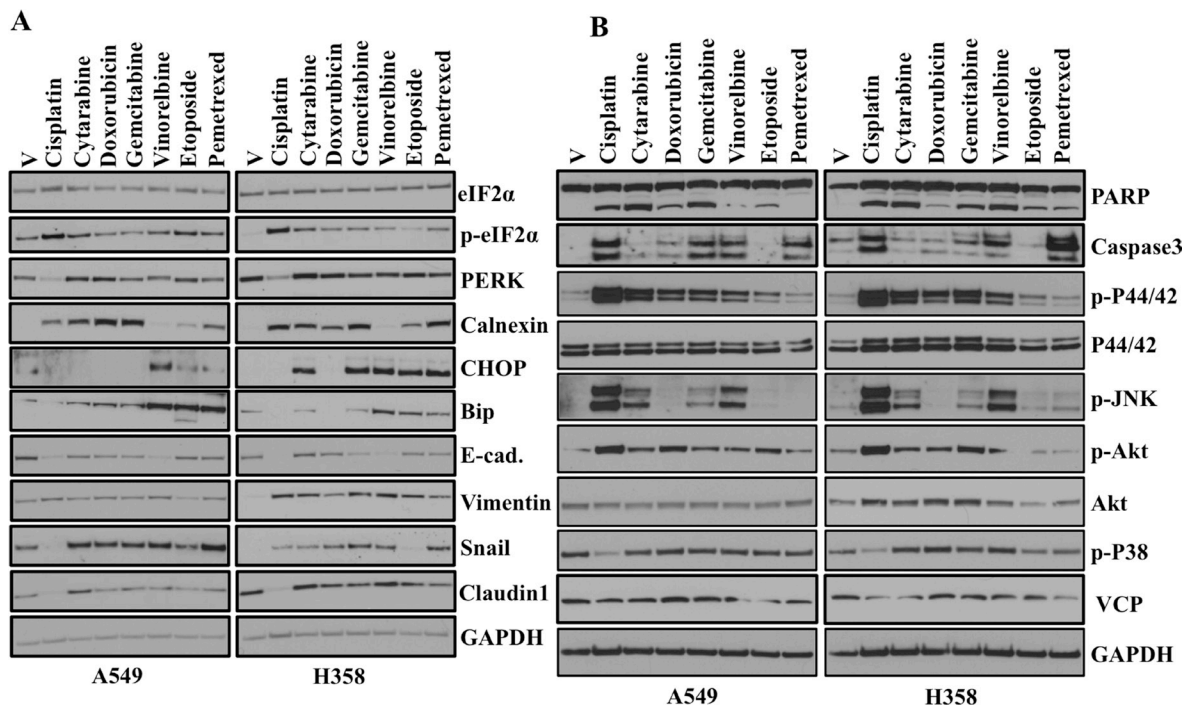 A
V Cisplatin Cytarabine Doxorubicin Gemcitabine Vinorelbine Etoposide Pemetrexed
V Cisplatin Cytarabine Doxorubicin Gemcitabine Vinorelbine Etoposide Pemetrexed
eIF2α
p-eIF2α
PERK
Calnexin
CHOP
Bip
E-cad.
Vimentin
Snail
Claudin1
GAPDH
A549 H358
B
V Cisplatin Cytarabine Doxorubicin Gemcitabine Vinorelbine Etoposide Pemetrexed
V Cisplatin Cytarabine Doxorubicin Gemcitabine Vinorelbine Etoposide Pemetrexed
PARP
Caspase3
p-P44/42
P44/42
p-JNK
p-Akt
Akt
p-P38
VCP
GAPDH
A549 H358